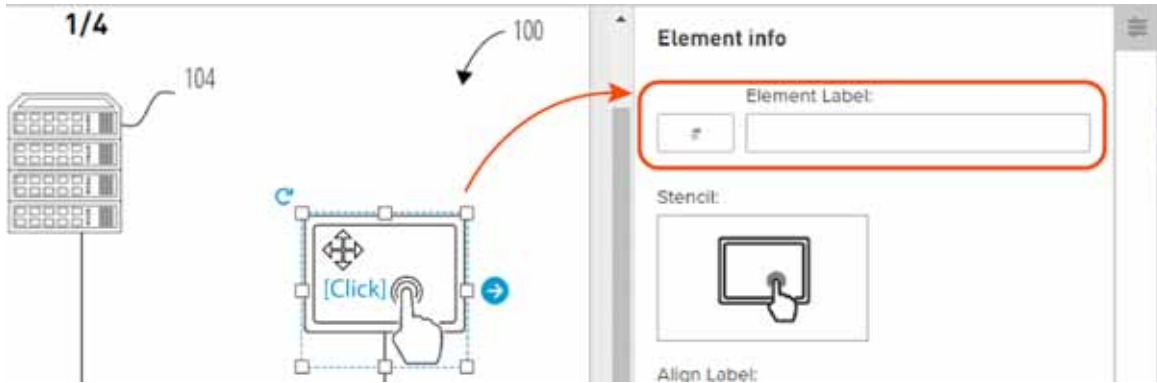 1/4
100
104
[Click]
Element info
Element Label:
#
Stencil:
Align Label: